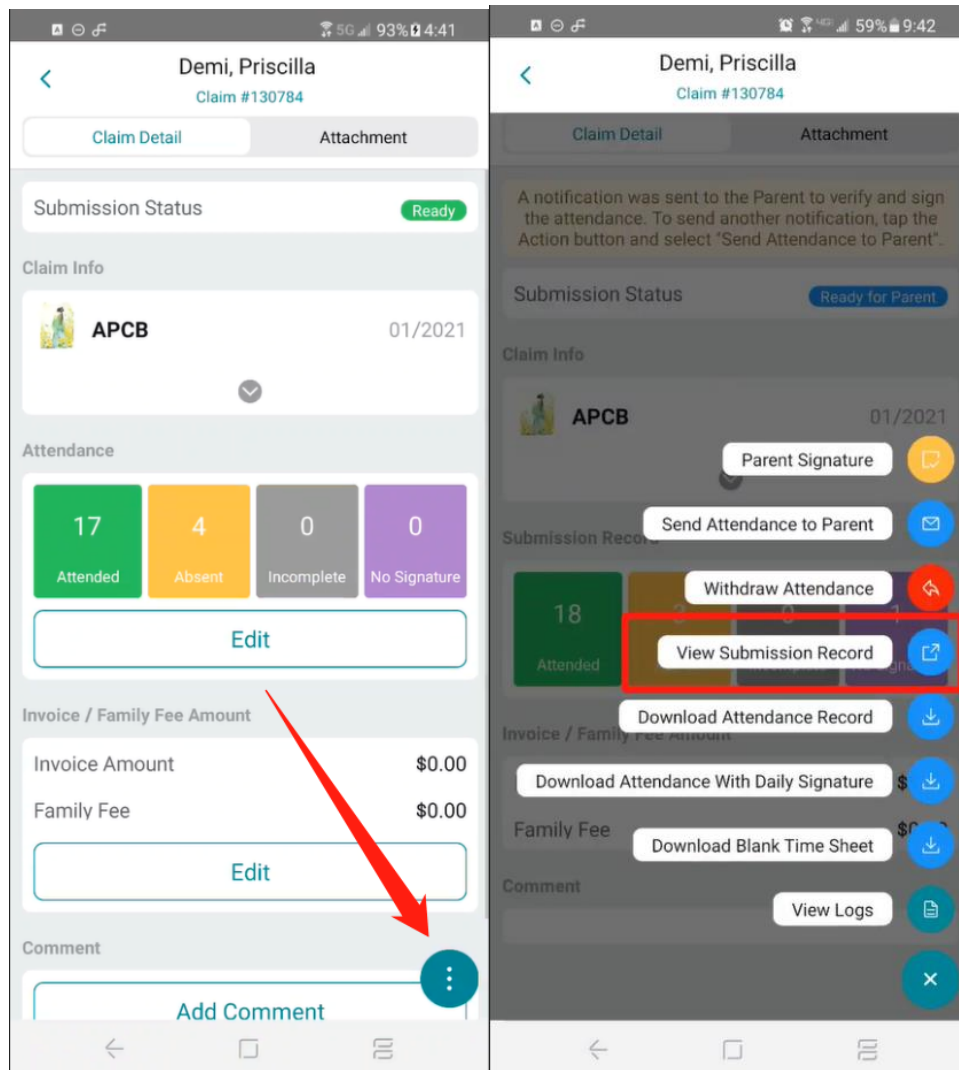 5G 93% 4:41
Demi, Priscilla
Claim #130784
Claim Detail Attachment
Submission Status Ready
Claim Info
APCB 01/2021
Attendance
17 4 0 0
Attended Absent Incomplete No Signature
Edit
Invoice / Family Fee Amount
Invoice Amount $0.00
Family Fee $0.00
Edit
Comment
Add Comment
59% 9:42
Demi, Priscilla
Claim #130784
Claim Detail Attachment
A notification was sent to the Parent to verify and sign
the attendance. To send another notification, tap the
Action button and select "Send Attendance to Parent".
Submission Status Ready for Parent
Claim Info
APCB 01/2021
Parent Signature
Send Attendance to Parent
Submission Record
Withdraw Attendance
18 3 0 1
View Submission Record
Attended
Download Attendance Record
Invoice / Family Fee Amount
Download Attendance With Daily Signature
Family Fee
Download Blank Time Sheet
Comment
View Logs